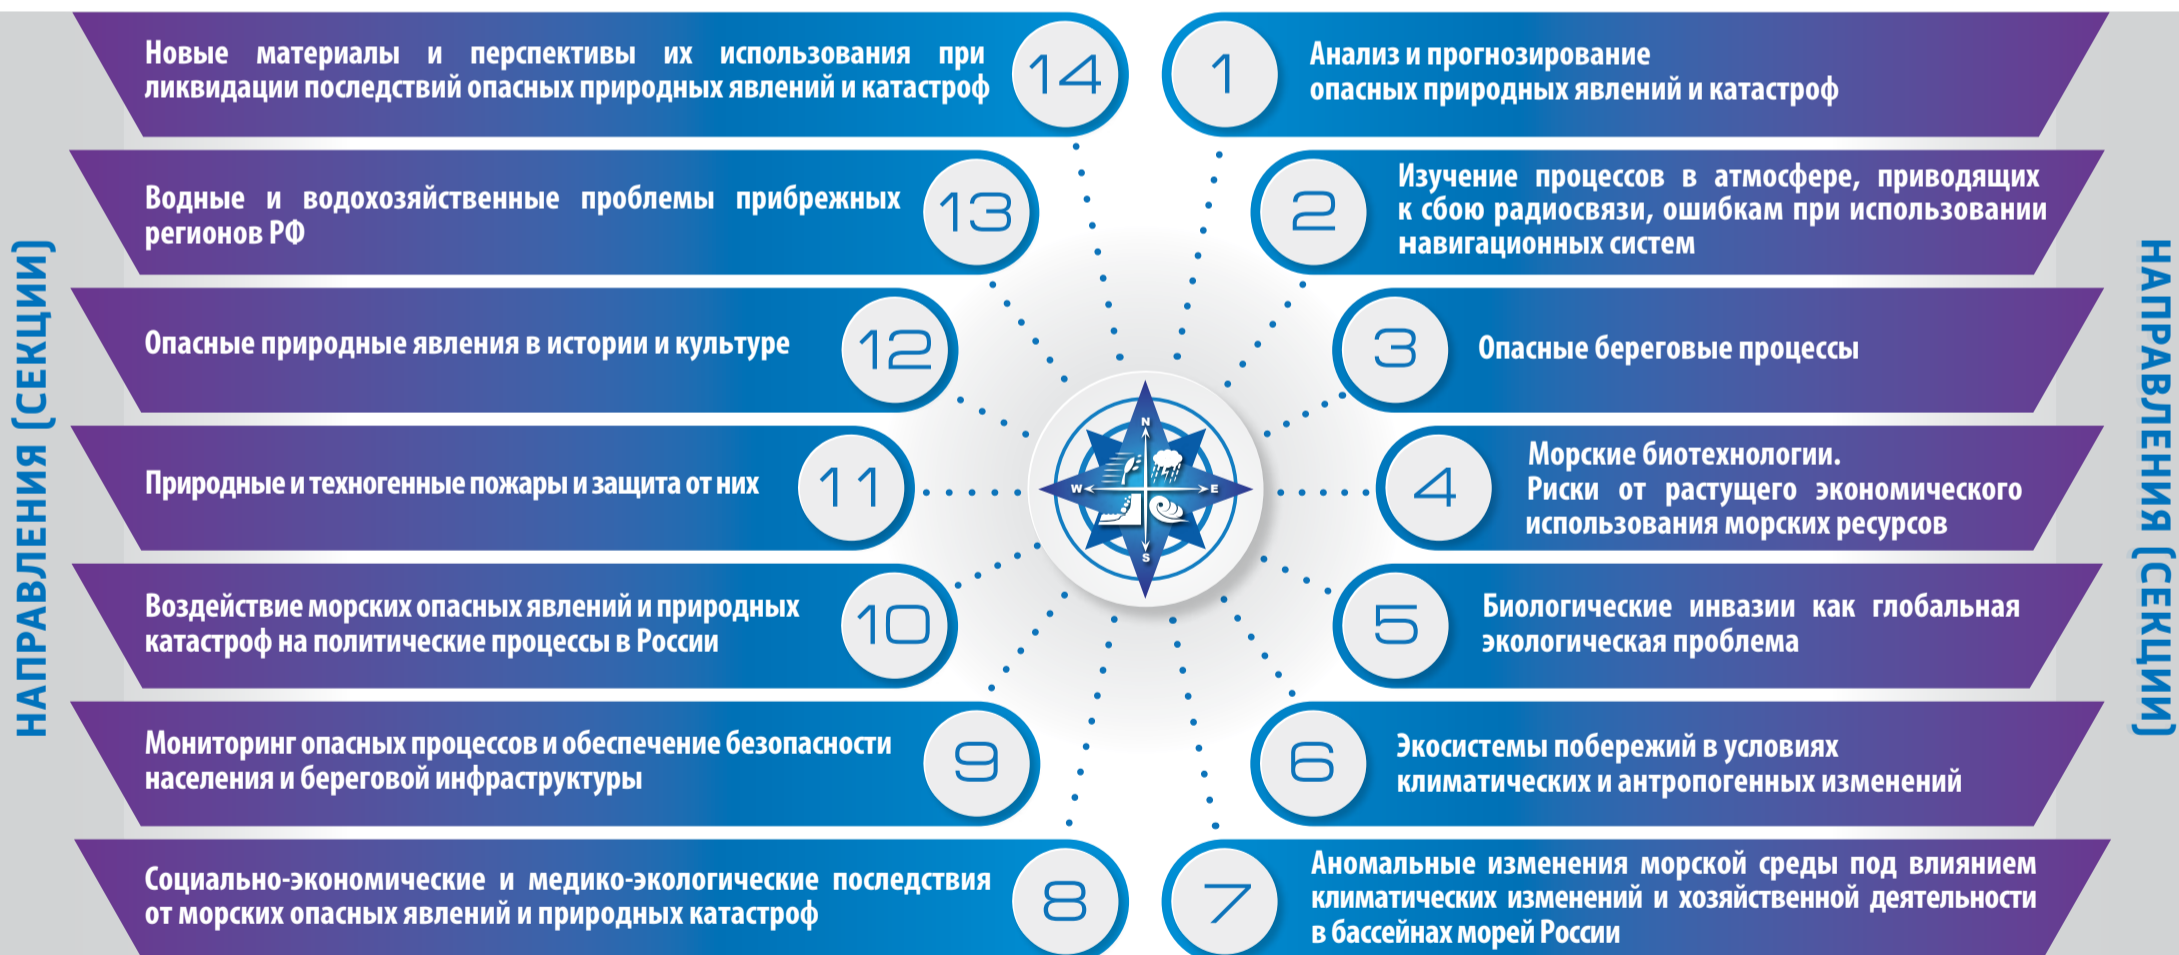 НАПРАВЛЕНИЯ (СЕКЦИИ)
1
Анализ и прогнозирование
опасных природных явлений и катастроф
2
Изучение процессов в атмосфере, приводящих
к сбою радиосвязи, ошибкам при использовании
навигационных систем
3
Опасные береговые процессы
4
Морские биотехнологии.
Риски от растущего экономического
использования морских ресурсов
5
Биологические инвазии как глобальная
экологическая проблема
6
Экосистемы побережий в условиях
климатических и антропогенных изменений
7
Аномальные изменения морской среды под влиянием
климатических изменений и хозяйственной деятельности
в бассейнах морей России
8
Социально-экономические и медико-экологические последствия
от морских опасных явлений и природных катастроф
9
Мониторинг опасных процессов и обеспечение безопасности
населения и береговой инфраструктуры
10
Воздействие морских опасных явлений и природных
катастроф на политические процессы в России
11
Природные и техногенные пожары и защита от них
12
Опасные природные явления в истории и культуре
13
Водные и водохозяйственные проблемы прибрежных
регионов РФ
14
Новые материалы и перспективы их использования при
ликвидации последствий опасных природных явлений и катастроф
N
W
E
S
НАПРАВЛЕНИЯ (СЕКЦИИ)